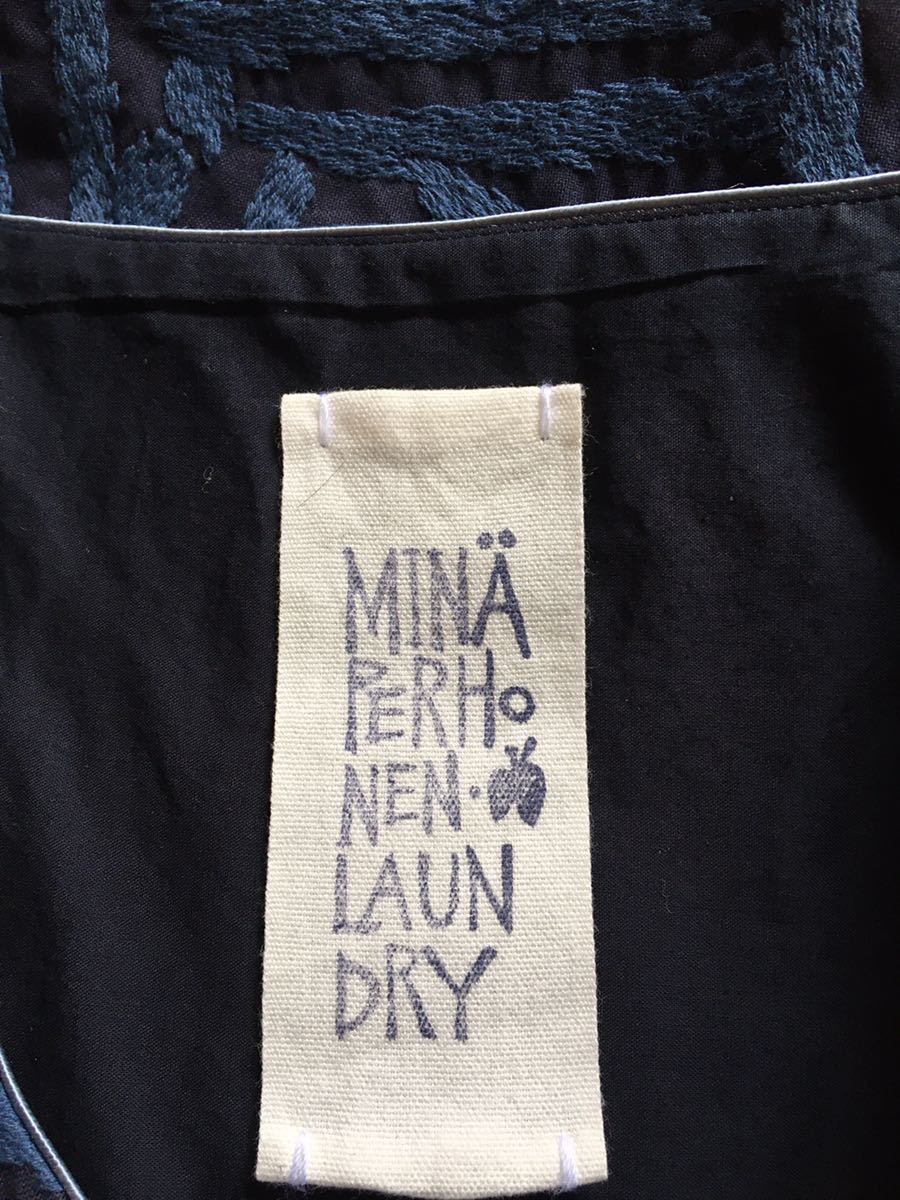 MINÄ
PERHO
NEN·
LAUN
DRY